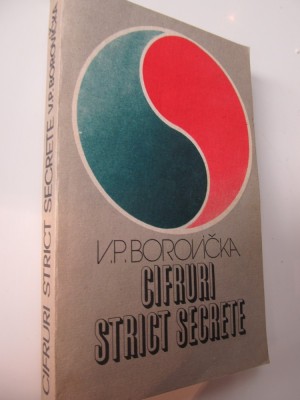 V.P. BOROVIČKA
CIFRURI
STRICT SECRETE
CIFRURI STRICT SECRETE V.P. BOROVIČKA